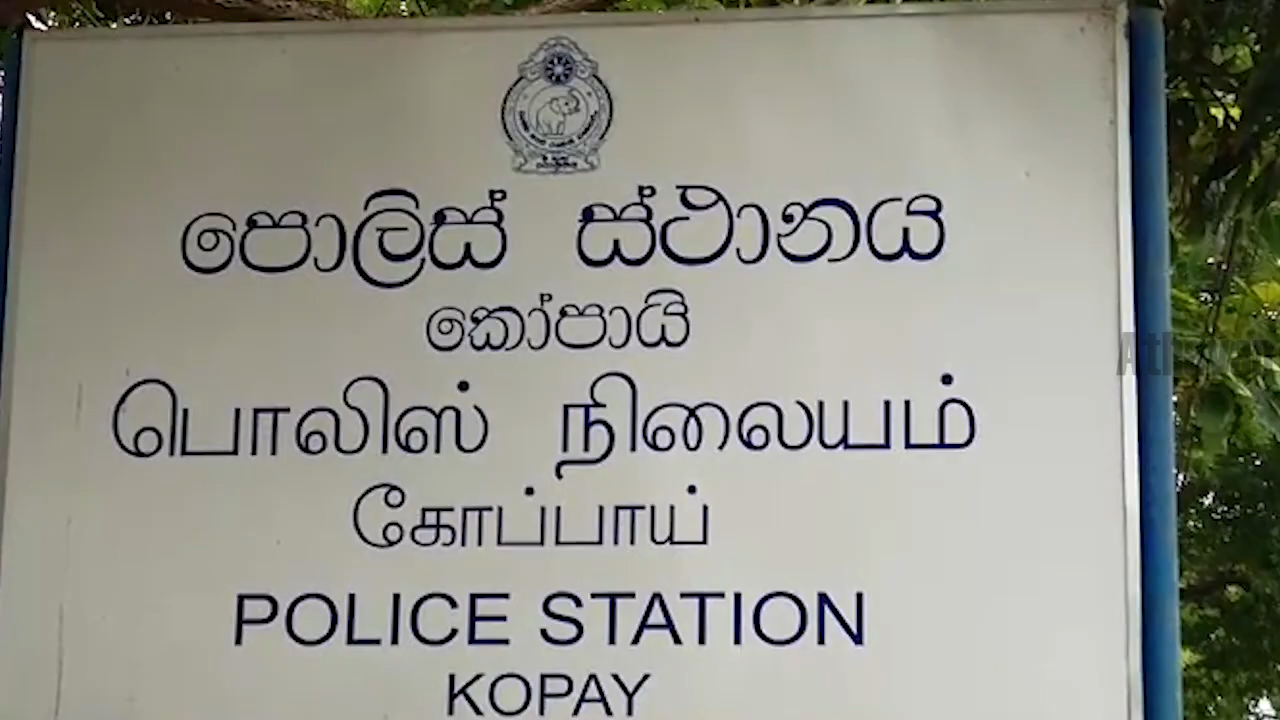 පොලිස් ස්ථානය
කෝපායි
பொலிஸ் நிலையம்
கோப்பாய்
POLICE STATION
KOPAY